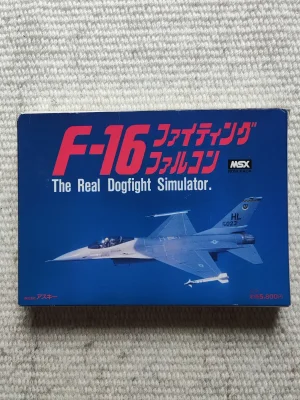 F-16 ファイティング
ファルコン
MSX
The Real Dogfight Simulator.
HL
アスキー